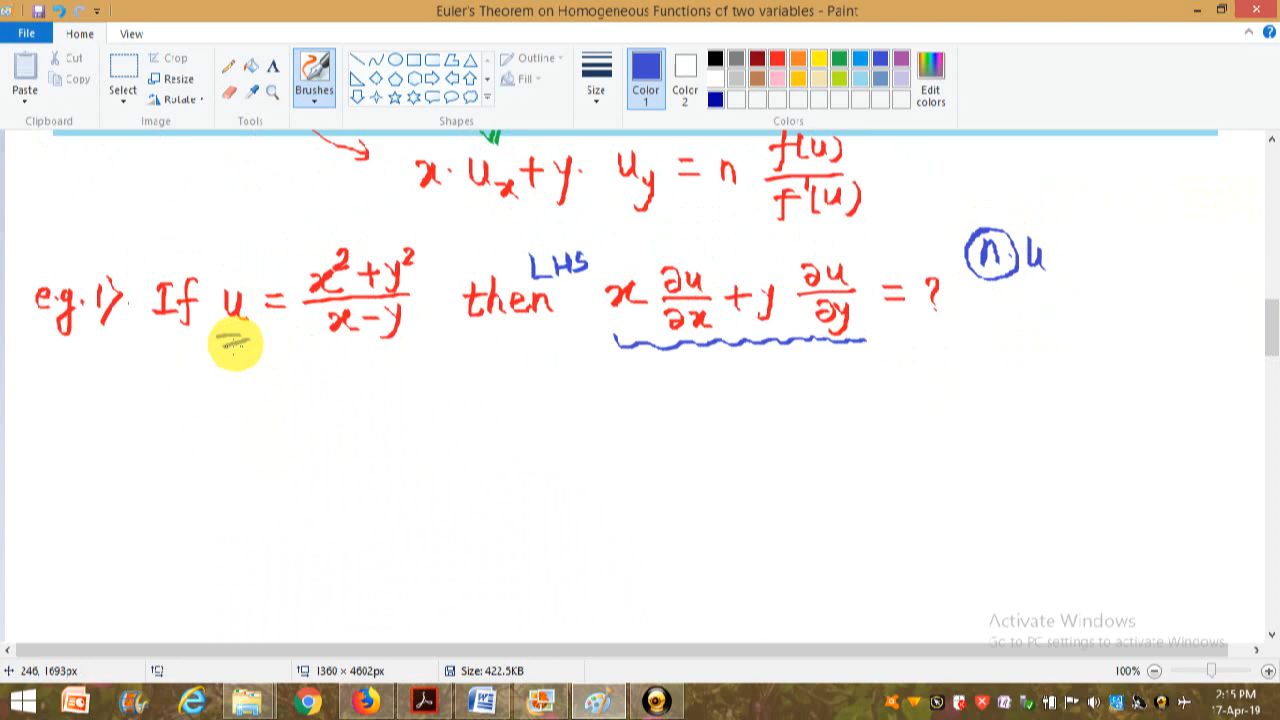 Euler's Theorem on Homogeneous Functions of two variables - Paint
File Home View
Paste Cut Copy Select Crop Resize Rotate Brushes Outline Fill Size Color 1 Color 2 Edit colors
Clipboard Image Tools Shapes Colors
x· u_x + y· u_y = n f(u)/f'(u)
e.g. 1). If u = (x² + y²)/(x - y) then LHS x ∂u/∂x + y ∂u/∂y = ? n·u
Activate Windows
Go to PC settings to activate Windows.
246, 1693px 1360 × 4602px Size: 422.5KB 100%
2:15 PM
17-Apr-19